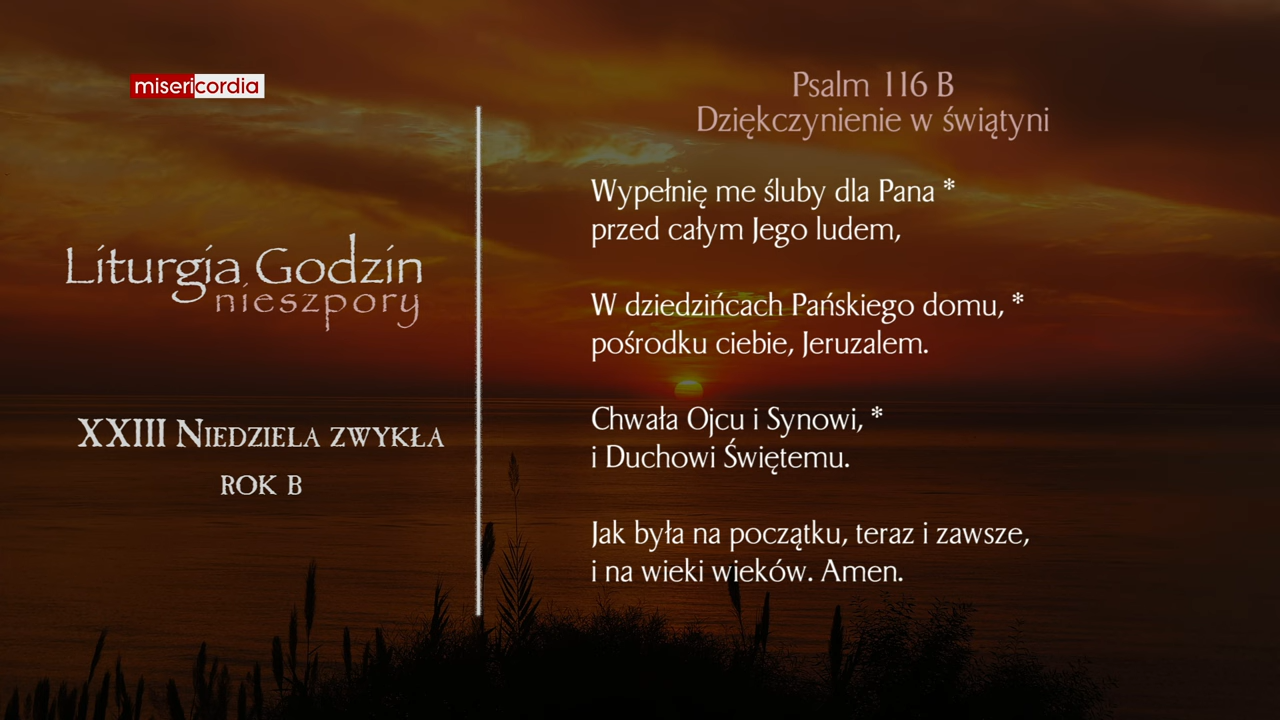 misericordia
Liturgia Godzin
nieszpory
XXIII Niedziela zwykła
rok B
Psalm 116 B
Dziękczynienie w świątyni
Wypełnię me śluby dla Pana *
przed całym Jego ludem,
W dziedzińcach Pańskiego domu, *
pośrodku ciebie, Jeruzalem.
Chwała Ojcu i Synowi, *
i Duchowi Świętemu.
Jak była na początku, teraz i zawsze,
i na wieki wieków. Amen.